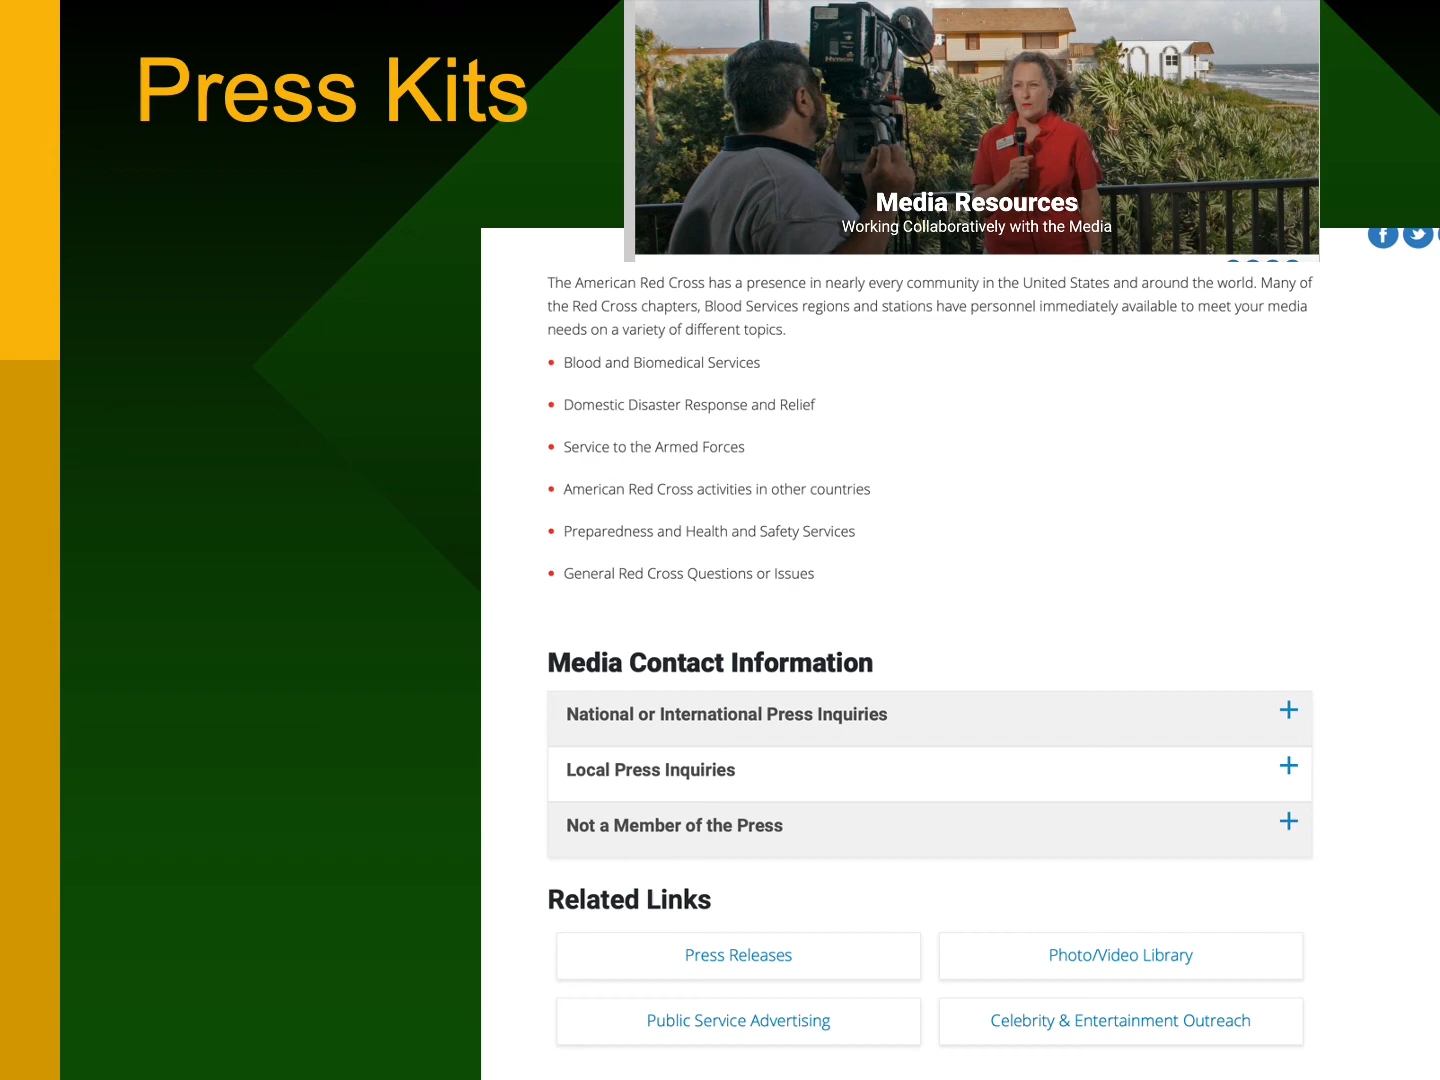 Press Kits
Media Resources
Working Collaboratively with the Media
The American Red Cross has a presence in nearly every community in the United States and around the world. Many of
the Red Cross chapters, Blood Services regions and stations have personnel immediately available to meet your media
needs on a variety of different topics.
Blood and Biomedical Services
Domestic Disaster Response and Relief
Service to the Armed Forces
American Red Cross activities in other countries
Preparedness and Health and Safety Services
General Red Cross Questions or Issues
Media Contact Information
National or International Press Inquiries
Local Press Inquiries
Not a Member of the Press
Related Links
Press Releases
Photo/Video Library
Public Service Advertising
Celebrity & Entertainment Outreach